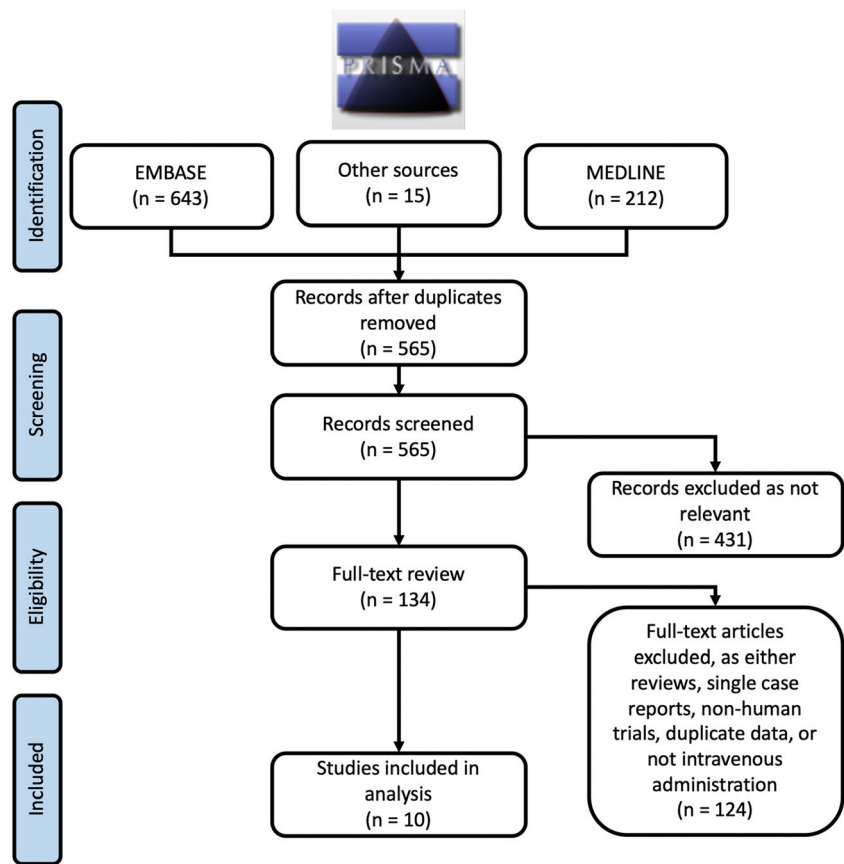 PRISMA
Identification
EMBASE
(n = 643)
Other sources
(n = 15)
MEDLINE
(n = 212)
Records after duplicates
removed
(n = 565)
Screening
Records screened
(n = 565)
Records excluded as not
relevant
(n = 431)
Eligibility
Full-text review
(n = 134)
Full-text articles
excluded, as either
reviews, single case
reports, non-human
trials, duplicate data, or
not intravenous
administration
(n = 124)
Included
Studies included in
analysis
(n = 10)